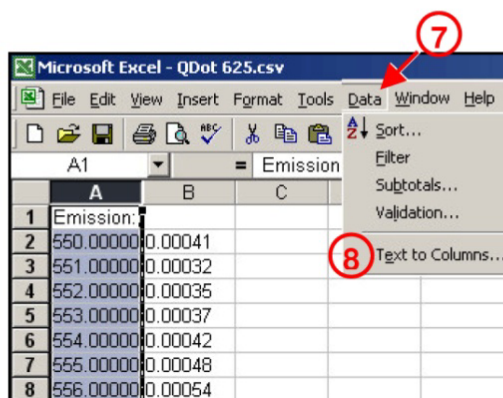 7
Microsoft Excel - QDot 625.csv
File Edit View Insert Format Tools Data Window Help
ABC
A Z Sort...
A1 = Emission
Filter
Subtotals...
Validation...
8 Text to Columns...
A B C
1 Emission:
2 550.00000 0.00041
3 551.00000 0.00032
4 552.00000 0.00035
5 553.00000 0.00037
6 554.00000 0.00042
7 555.00000 0.00048
8 556.00000 0.00054